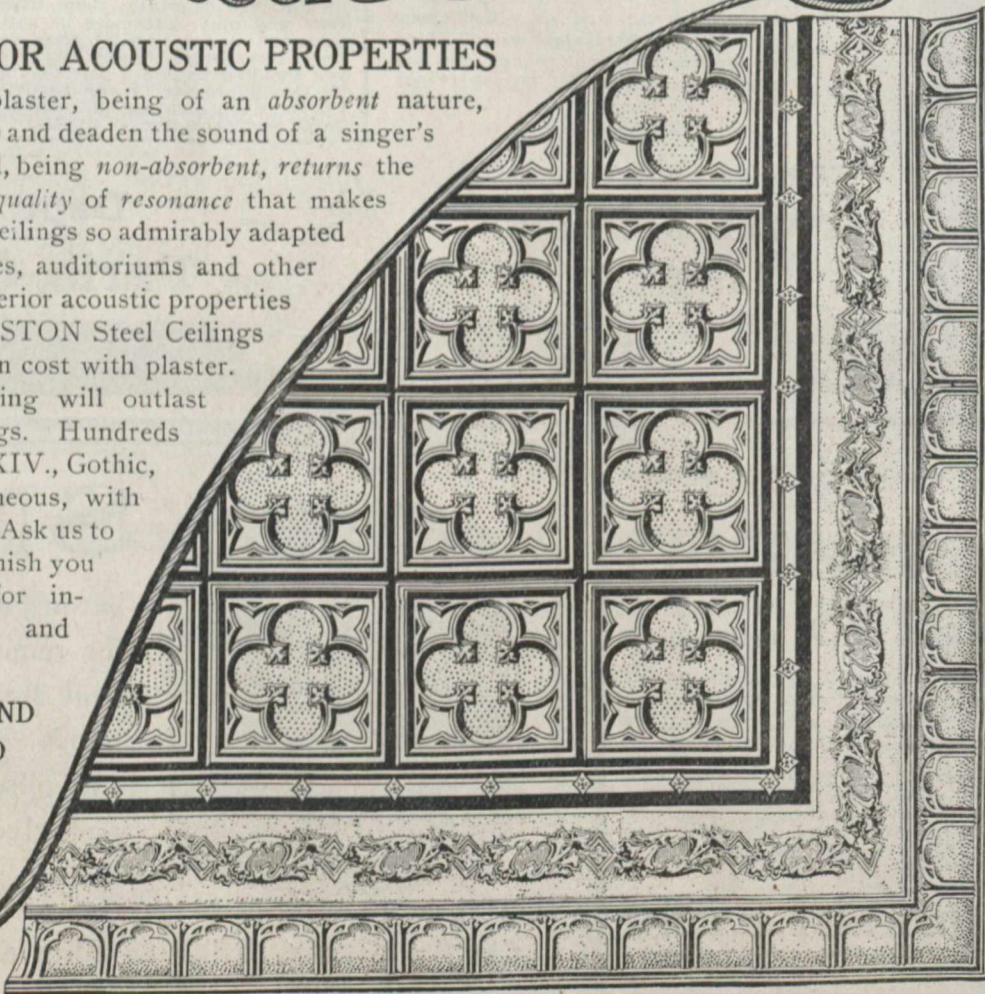 OR ACOUSTIC PROPERTIES
plaster, being of an absorbent nature,
and deaden the sound of a singer's
being non-absorbent, returns the
quality of resonance that makes
eilings so admirably adapted
es, auditoriums and other
erior acoustic properties
STON Steel Ceilings
n cost with plaster.
ing will outlast
gs. Hundreds
XIV., Gothic,
neous, with
Ask us to
nish you
for in-
and
ND